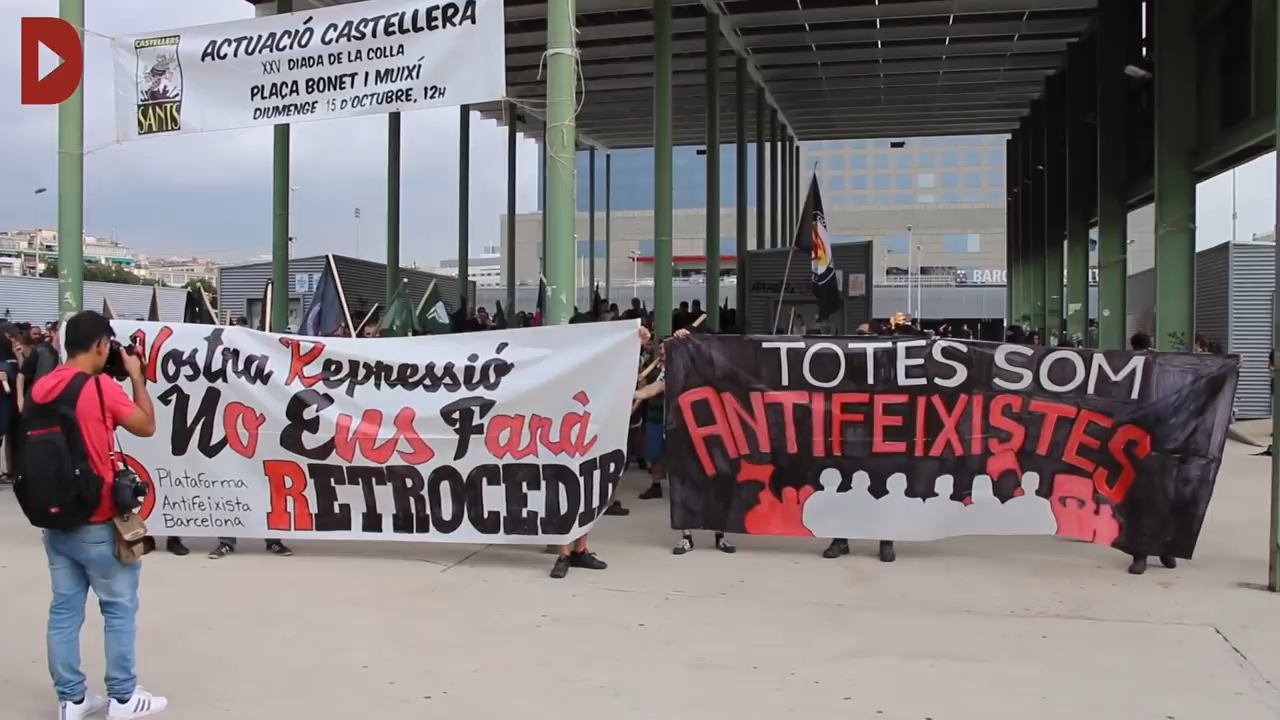 CASTELLERS
SANTS
ACTUACIÓ CASTELLERA
XXV DIADA DE LA COLLA
PLAÇA BONET I MUIXÍ
DIUMENGE 15 D'OCTUBRE, 12H
BARC
Nostra Repressió
No Ens Farà
RETROCEDIR
Plataforma
Antifeixista
Barcelona
TOTES SOM
ANTIFEIXISTES